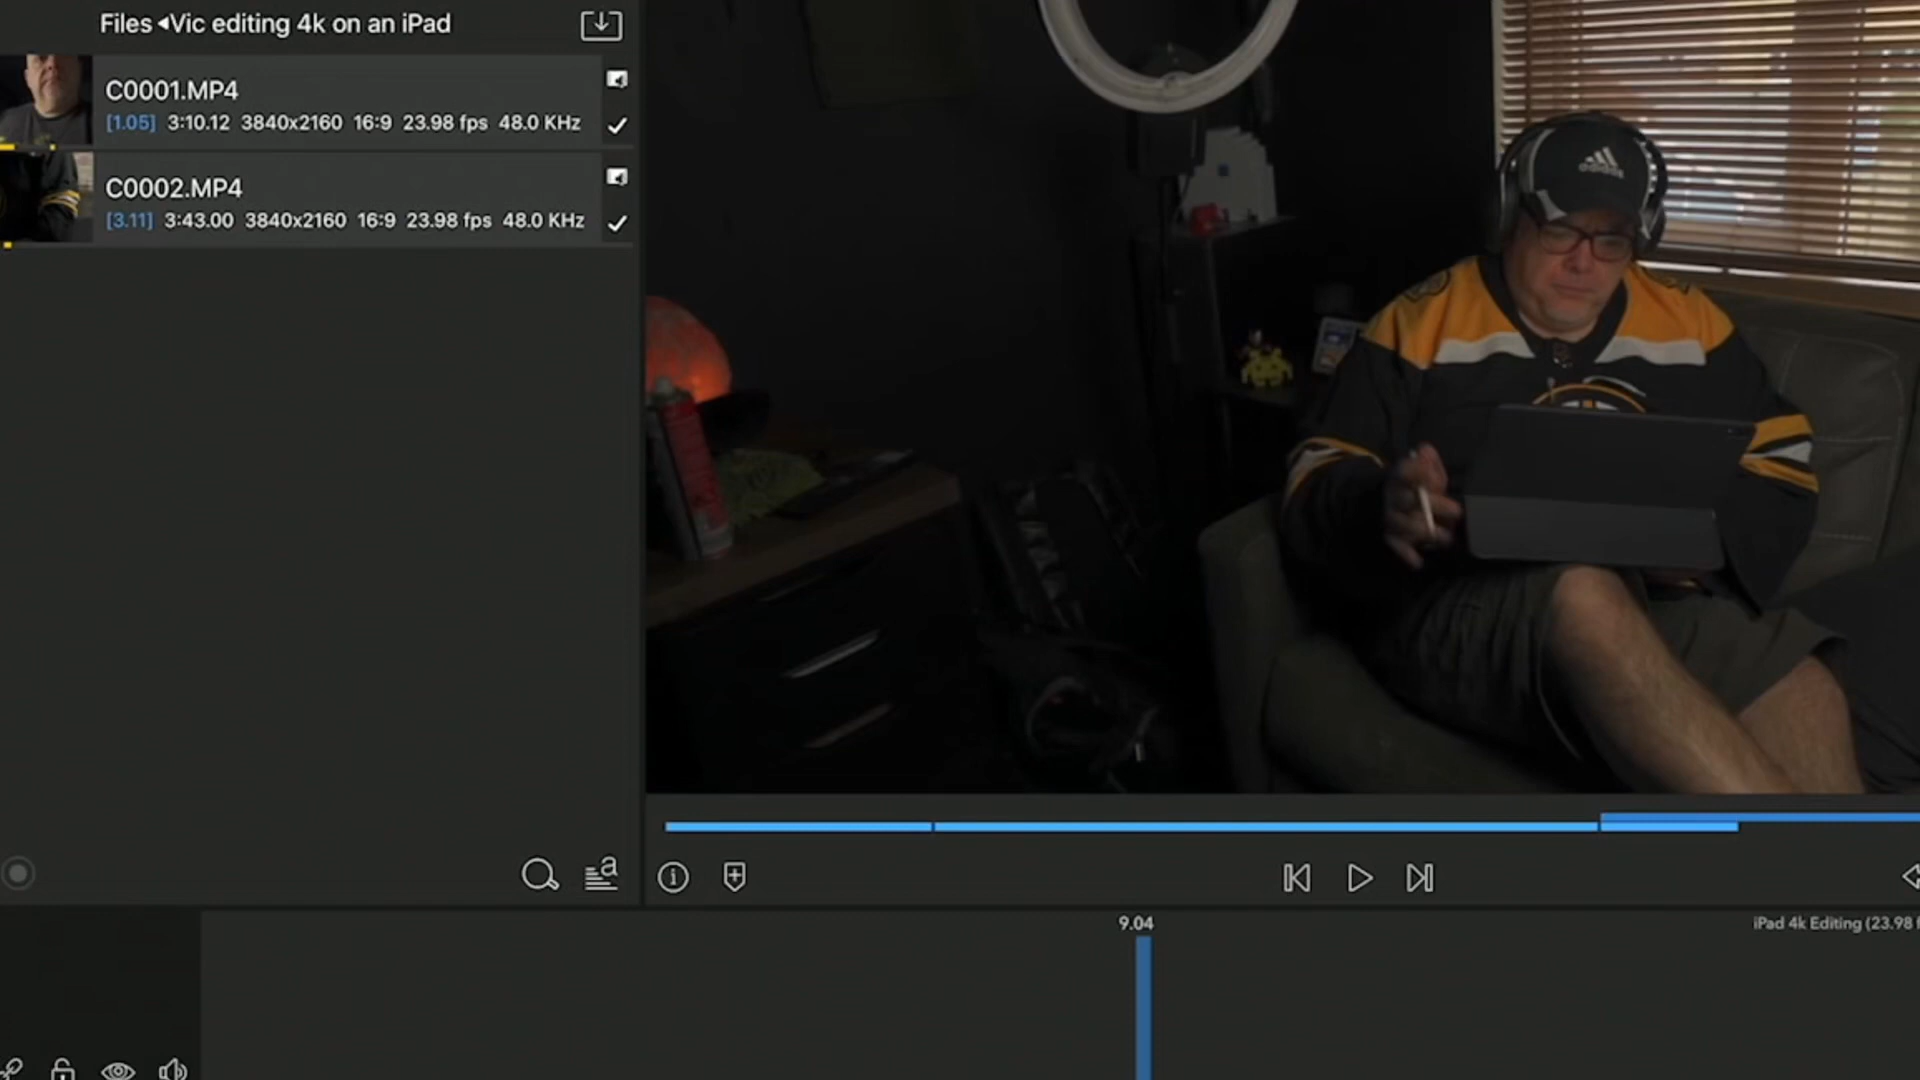 Files ◂Vic editing 4k on an iPad
C0001.MP4
[1.05] 3:10.12 3840x2160 16:9 23.98 fps 48.0 KHz
C0002.MP4
[3.11] 3:43.00 3840x2160 16:9 23.98 fps 48.0 KHz
adidas
9.04
iPad 4k Editing (23.98 f